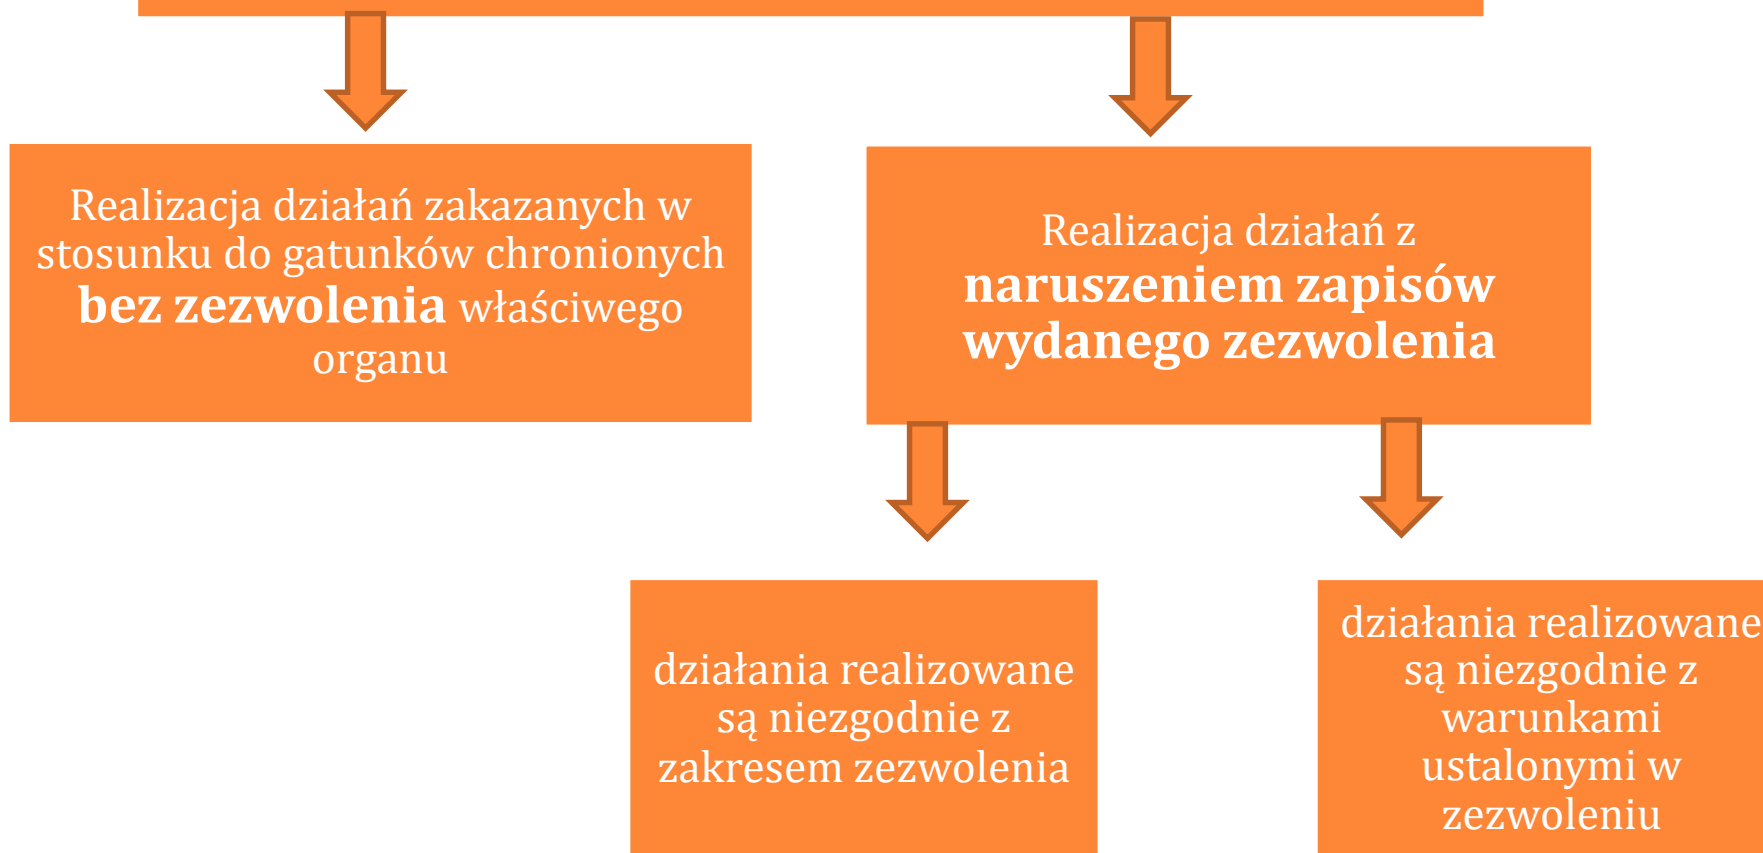 Realizacja działań zakazanych w
stosunku do gatunków chronionych
bez zezwolenia właściwego
organu
Realizacja działań z
naruszeniem zapisów
wydanego zezwolenia
działania realizowane
są niezgodnie z
zakresem zezwolenia
działania realizowane
są niezgodnie z
warunkami
ustalonymi w
zezwoleniu